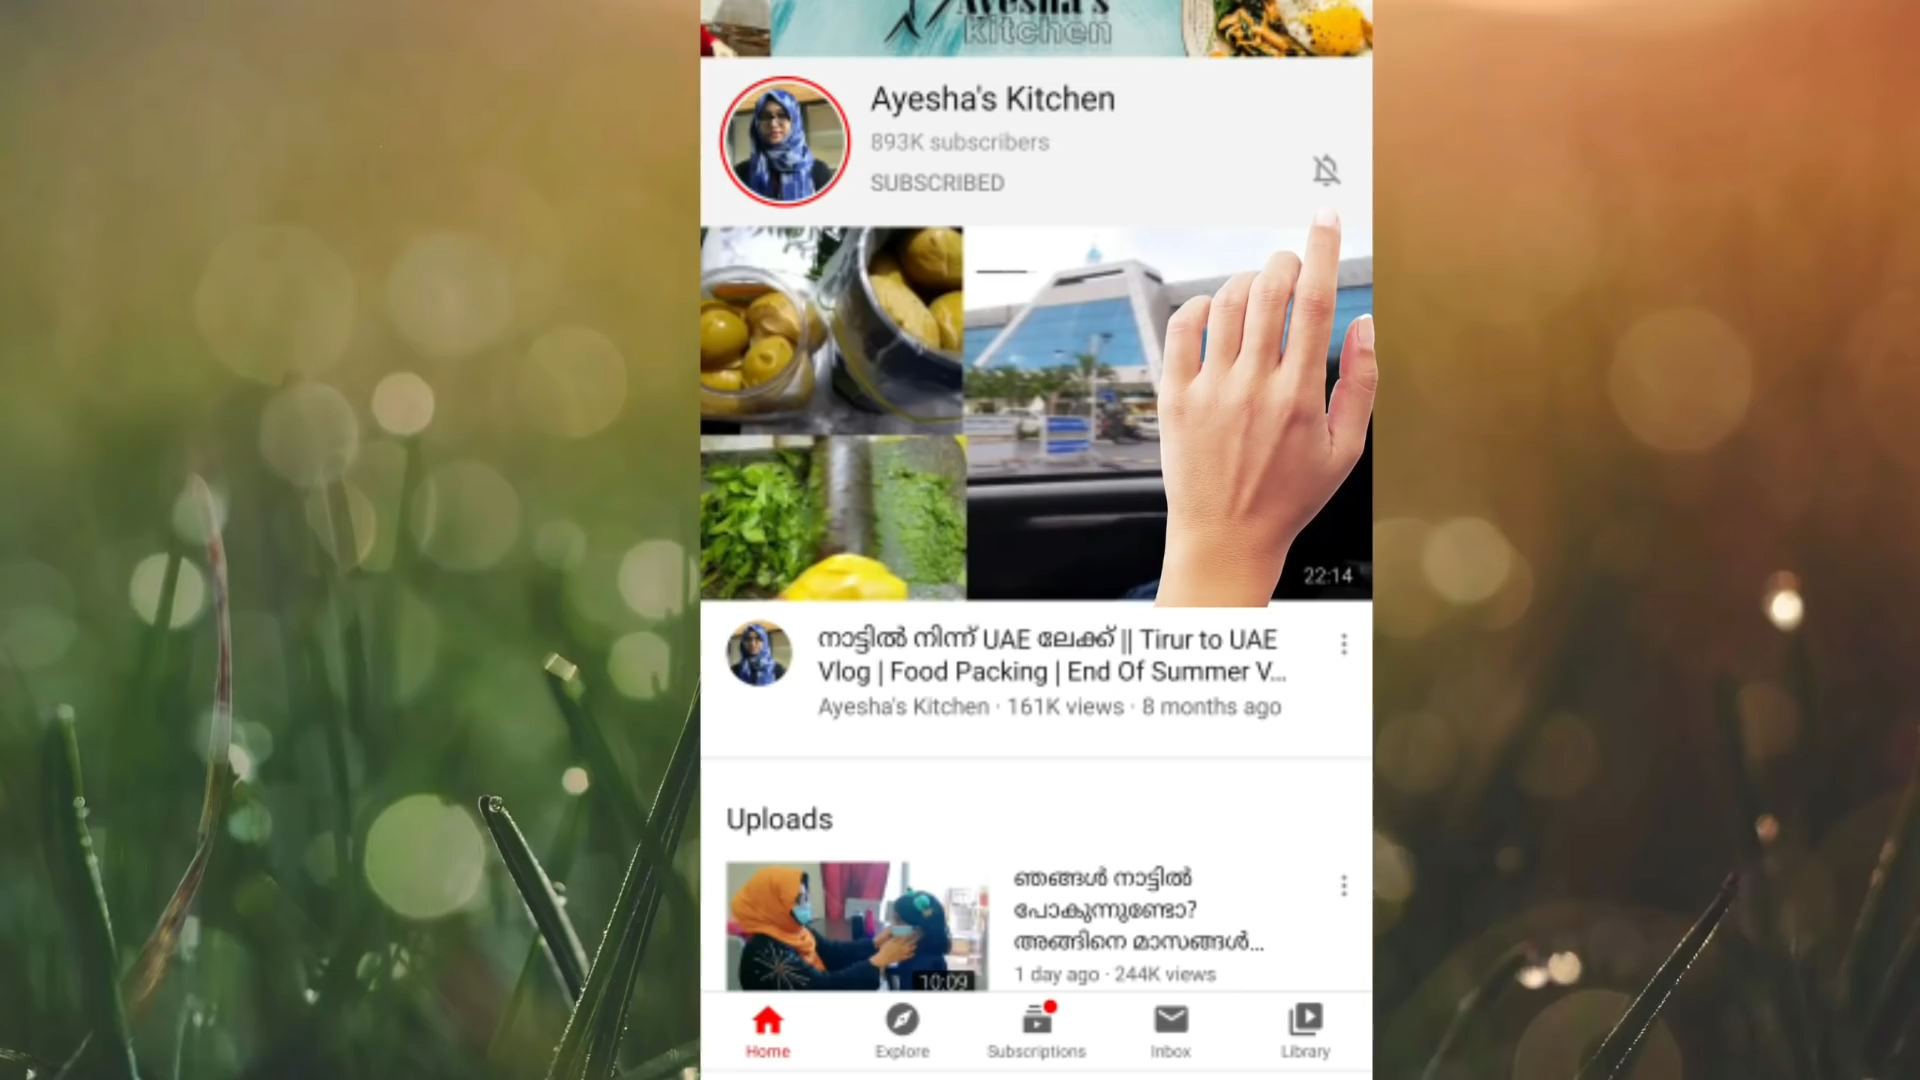 Ayesha's
Kitchen
Ayesha's Kitchen
893K subscribers
SUBSCRIBED
22:14
നാട്ടിൽ നിന്ന് UAE ലേക്ക് || Tirur to UAE
Vlog | Food Packing | End Of Summer V...
Ayesha's Kitchen · 161K views · 8 months ago
Uploads
ഞങ്ങൾ നാട്ടിൽ
പോകുന്നുണ്ടോ?
അങ്ങിനെ മാസങ്ങൾ...
1 day ago · 244K views
10:09
Home
Explore
Subscriptions
Inbox
Library